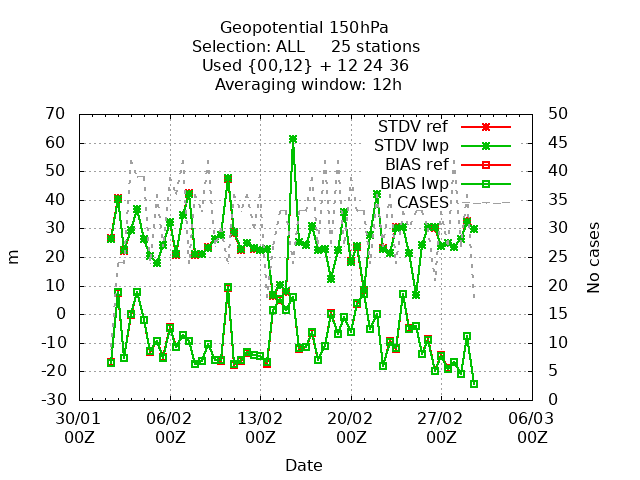 Geopotential 150hPa
Selection: ALL     25 stations
Used {00,12} + 12 24 36
Averaging window: 12h
70
60
50
40
30
20
10
0
-10
-20
-30
50
45
40
35
30
25
20
15
10
5
0
m
No cases
STDV ref
STDV lwp
BIAS ref
BIAS lwp
CASES
30/01 06/02 13/02 20/02 27/02 06/03
00Z 00Z 00Z 00Z 00Z 00Z
Date